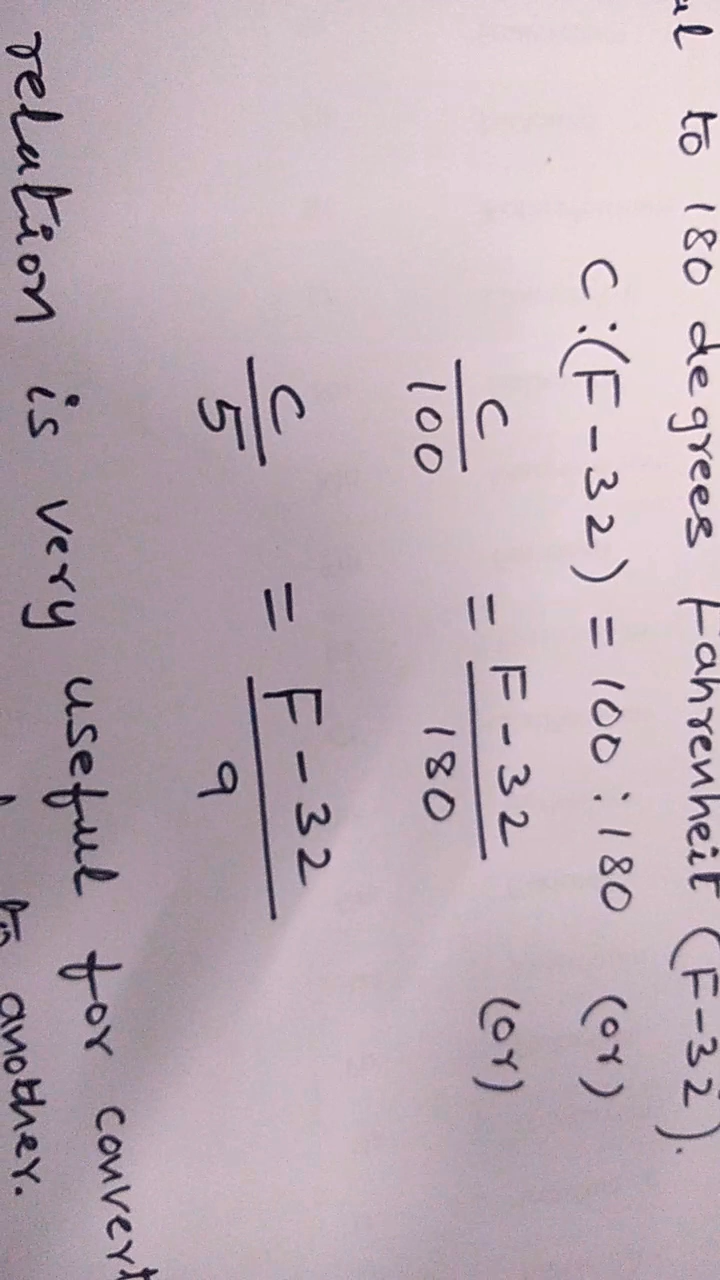 to 180 degrees Fahrenheit (F-32).
C:(F-32) = 100:180 (or)
C/100 = F-32/180 (or)
C/5 = F-32/9
relation is very useful for convert
to another.